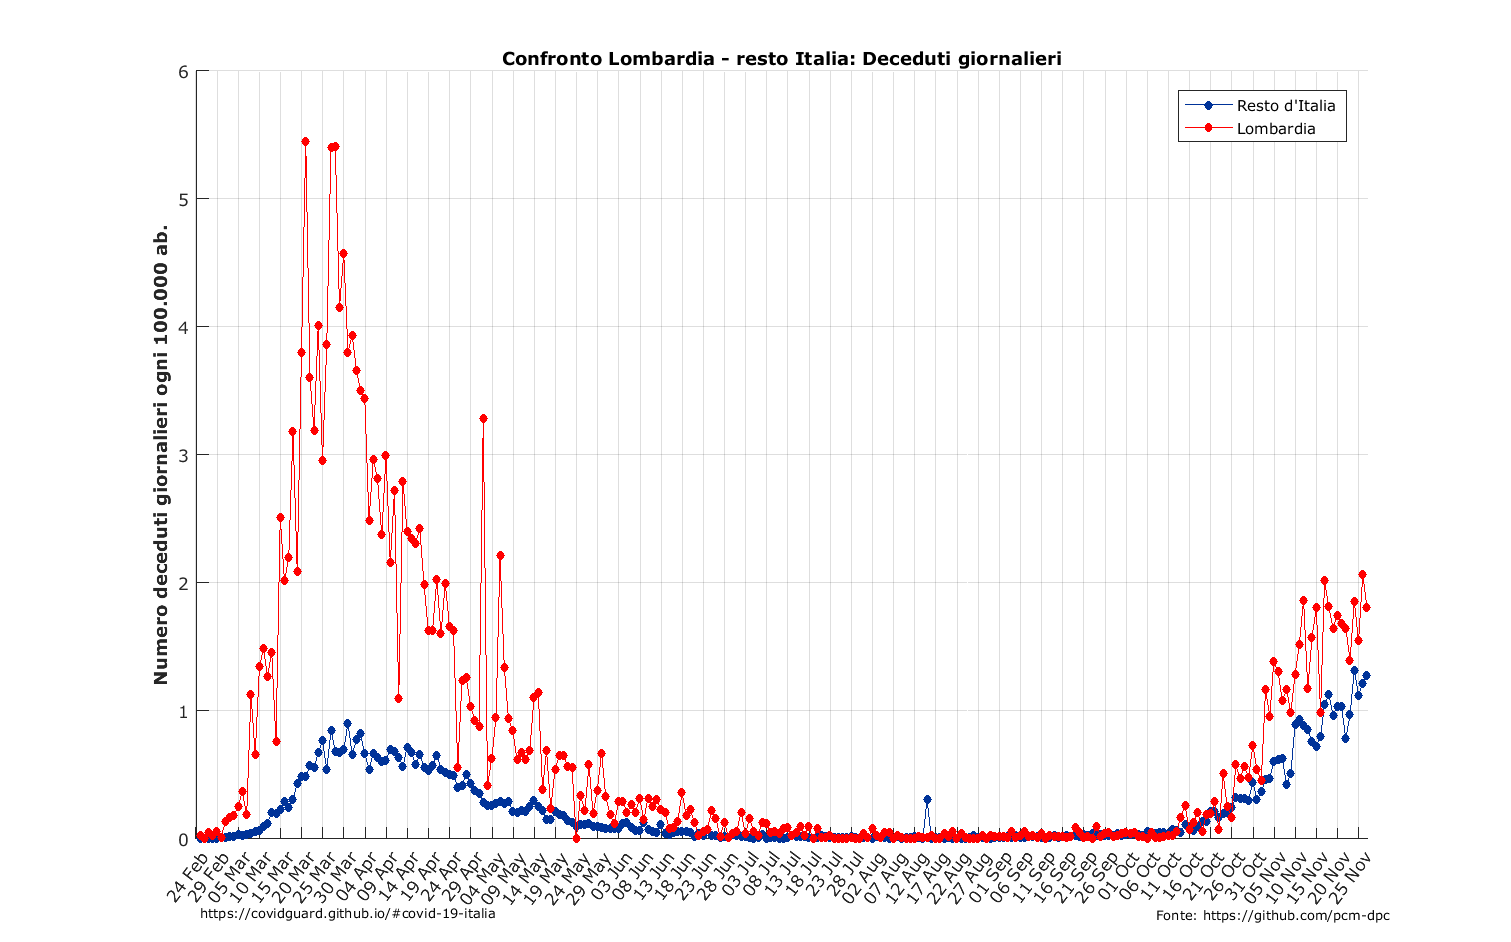 Confronto Lombardia - resto Italia: Deceduti giornalieri
Resto d'Italia
Lombardia
Numero deceduti giornalieri ogni 100.000 ab.
6
5
4
3
2
1
0
24 Feb
29 Feb
05 Mar
10 Mar
15 Mar
20 Mar
25 Mar
30 Mar
04 Apr
09 Apr
14 Apr
19 Apr
24 Apr
29 Apr
04 May
09 May
14 May
19 May
24 May
29 May
03 Jun
08 Jun
13 Jun
18 Jun
23 Jun
28 Jun
03 Jul
08 Jul
13 Jul
18 Jul
23 Jul
28 Jul
02 Aug
07 Aug
12 Aug
17 Aug
22 Aug
27 Aug
01 Sep
06 Sep
11 Sep
16 Sep
21 Sep
26 Sep
01 Oct
06 Oct
11 Oct
16 Oct
21 Oct
26 Oct
31 Oct
05 Nov
10 Nov
15 Nov
20 Nov
25 Nov
https://covidguard.github.io/#covid-19-italia
Fonte: https://github.com/pcm-dpc